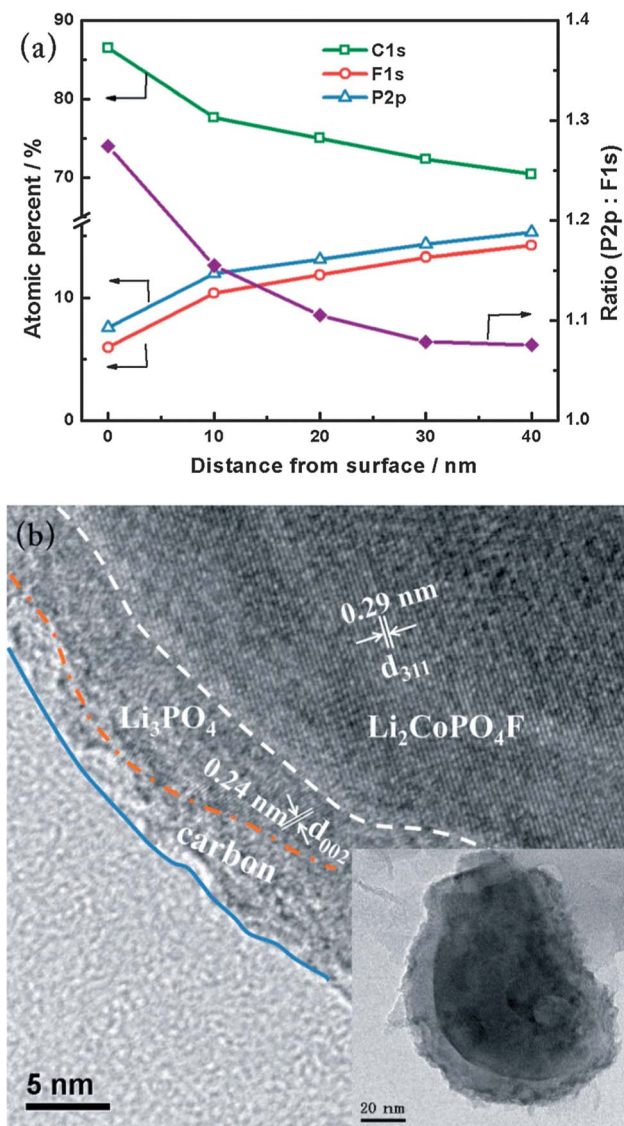 (a)
C1s
F1s
P2p
90
80
70
10
0
Atomic percent / %
1.4
1.3
1.2
1.1
1.0
Ratio (P2p : F1s)
0
10
20
30
40
Distance from surface / nm
(b)
0.29 nm
d₃₁₁
Li₃PO₄
Li₂CoPO₄F
0.24 nm
d₀₀₂
carbon
5 nm
20 nm